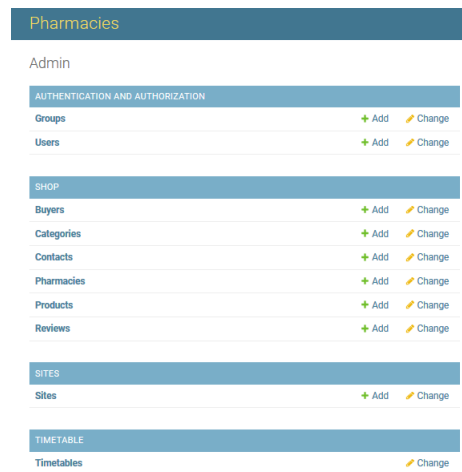 Pharmacies
Admin
AUTHENTICATION AND AUTHORIZATION
Groups Add Change
Users Add Change
SHOP
Buyers Add Change
Categories Add Change
Contacts Add Change
Pharmacies Add Change
Products Add Change
Reviews Add Change
SITES
Sites Add Change
TIMETABLE
Timetables Change